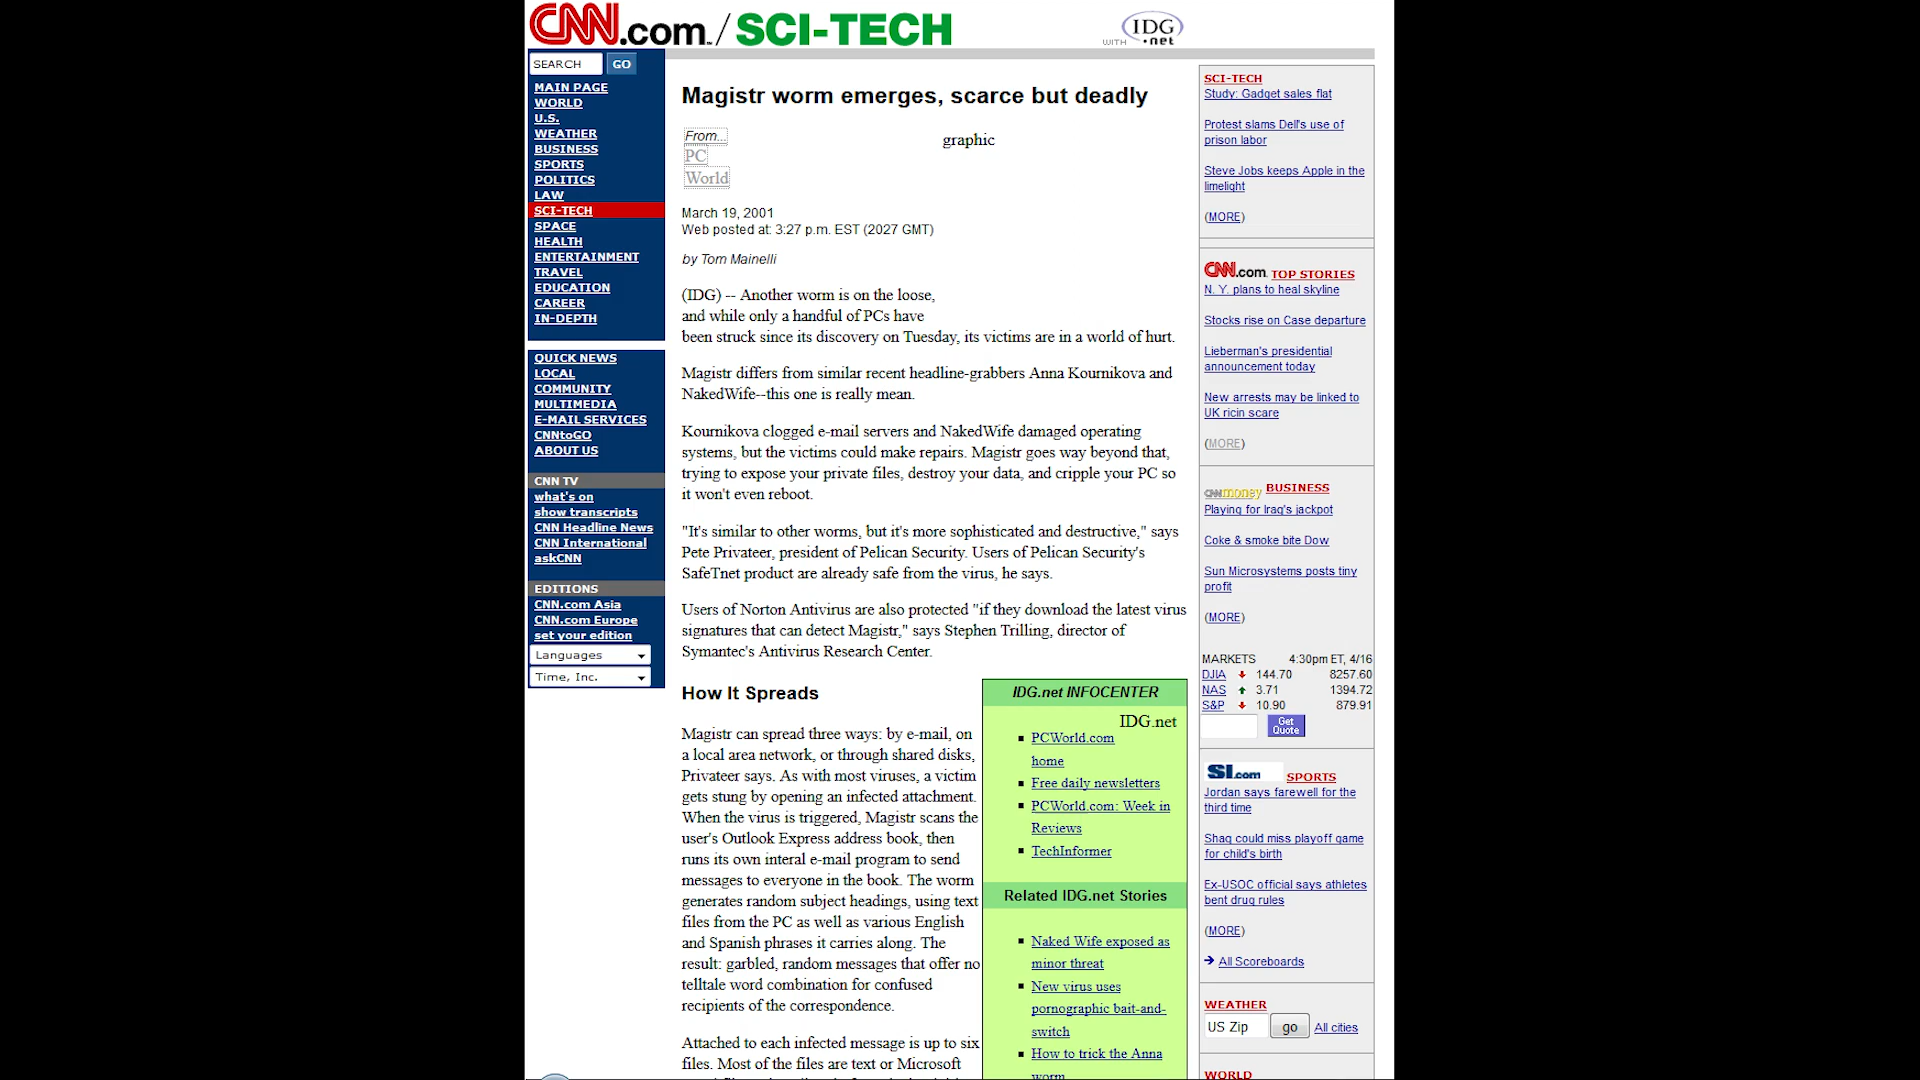 CNN.com / SCI-TECH
WITH IDG .net
SEARCH GO
MAIN PAGE
WORLD
U.S.
WEATHER
BUSINESS
SPORTS
POLITICS
LAW
SCI-TECH
SPACE
HEALTH
ENTERTAINMENT
TRAVEL
EDUCATION
CAREER
IN-DEPTH
QUICK NEWS
LOCAL
COMMUNITY
MULTIMEDIA
E-MAIL SERVICES
CNNtoGO
ABOUT US
CNN TV
what's on
show transcripts
CNN Headline News
CNN International
askCNN
EDITIONS
CNN.com Asia
CNN.com Europe
set your edition
Languages
Time, Inc.
Magistr worm emerges, scarce but deadly
From...
PC
World
graphic
March 19, 2001
Web posted at: 3:27 p.m. EST (2027 GMT)
by Tom Mainelli
(IDG) -- Another worm is on the loose,
and while only a handful of PCs have
been struck since its discovery on Tuesday, its victims are in a world of hurt.
Magistr differs from similar recent headline-grabbers Anna Kournikova and
NakedWife--this one is really mean.
Kournikova clogged e-mail servers and NakedWife damaged operating
systems, but the victims could make repairs. Magistr goes way beyond that,
trying to expose your private files, destroy your data, and cripple your PC so
it won't even reboot.
"It's similar to other worms, but it's more sophisticated and destructive," says
Pete Privateer, president of Pelican Security. Users of Pelican Security's
SafeTnet product are already safe from the virus, he says.
Users of Norton Antivirus are also protected "if they download the latest virus
signatures that can detect Magistr," says Stephen Trilling, director of
Symantec's Antivirus Research Center.
How It Spreads
Magistr can spread three ways: by e-mail, on
a local area network, or through shared disks,
Privateer says. As with most viruses, a victim
gets stung by opening an infected attachment.
When the virus is triggered, Magistr scans the
user's Outlook Express address book, then
runs its own interal e-mail program to send
messages to everyone in the book. The worm
generates random subject headings, using text
files from the PC as well as various English
and Spanish phrases it carries along. The
result: garbled, random messages that offer no
telltale word combination for confused
recipients of the correspondence.
Attached to each infected message is up to six
files. Most of the files are text or Microsoft
IDG.net INFOCENTER
IDG.net
PCWorld.com
home
Free daily newsletters
PCWorld.com: Week in
Reviews
TechInformer
Related IDG.net Stories
Naked Wife exposed as
minor threat
New virus uses
pornographic bait-and-
switch
How to trick the Anna
worm
SCI-TECH
Study: Gadget sales flat
Protest slams Dell's use of
prison labor
Steve Jobs keeps Apple in the
limelight
(MORE)
CNN.com. TOP STORIES
N. Y. plans to heal skyline
Stocks rise on Case departure
Lieberman's presidential
announcement today
New arrests may be linked to
UK ricin scare
(MORE)
CNNmoney BUSINESS
Playing for Iraq's jackpot
Coke & smoke bite Dow
Sun Microsystems posts tiny
profit
(MORE)
MARKETS 4:30pm ET, 4/16
DJIA 144.70 8257.60
NAS 3.71 1394.72
S&P 10.90 879.91
Get
Quote
SI.com SPORTS
Jordan says farewell for the
third time
Shaq could miss playoff game
for child's birth
Ex-USOC official says athletes
bent drug rules
(MORE)
All Scoreboards
WEATHER
US Zip go All cities
WORLD